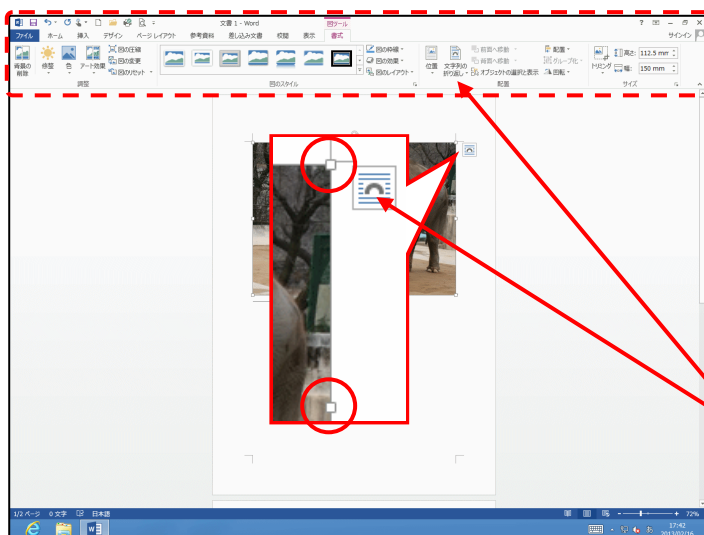 文書 1 - Word
図ツール
ファイル ホーム 挿入 デザイン ページ レイアウト 参考資料 差し込み文書 校閲 表示 書式 サインイン
背景の削除 修整 色 アート効果 図の圧縮 図の変更 図のリセット
図の枠線 図の効果 図のレイアウト
位置 文字列の折り返し 前面へ移動 背面へ移動 オブジェクトの選択と表示 配置 グループ化 回転
トリミング 高さ: 112.5 mm 幅: 150 mm
調整 図のスタイル 配置 サイズ
1/2 ページ 0 文字 日本語 72%
あ 17:42
2013/02/16